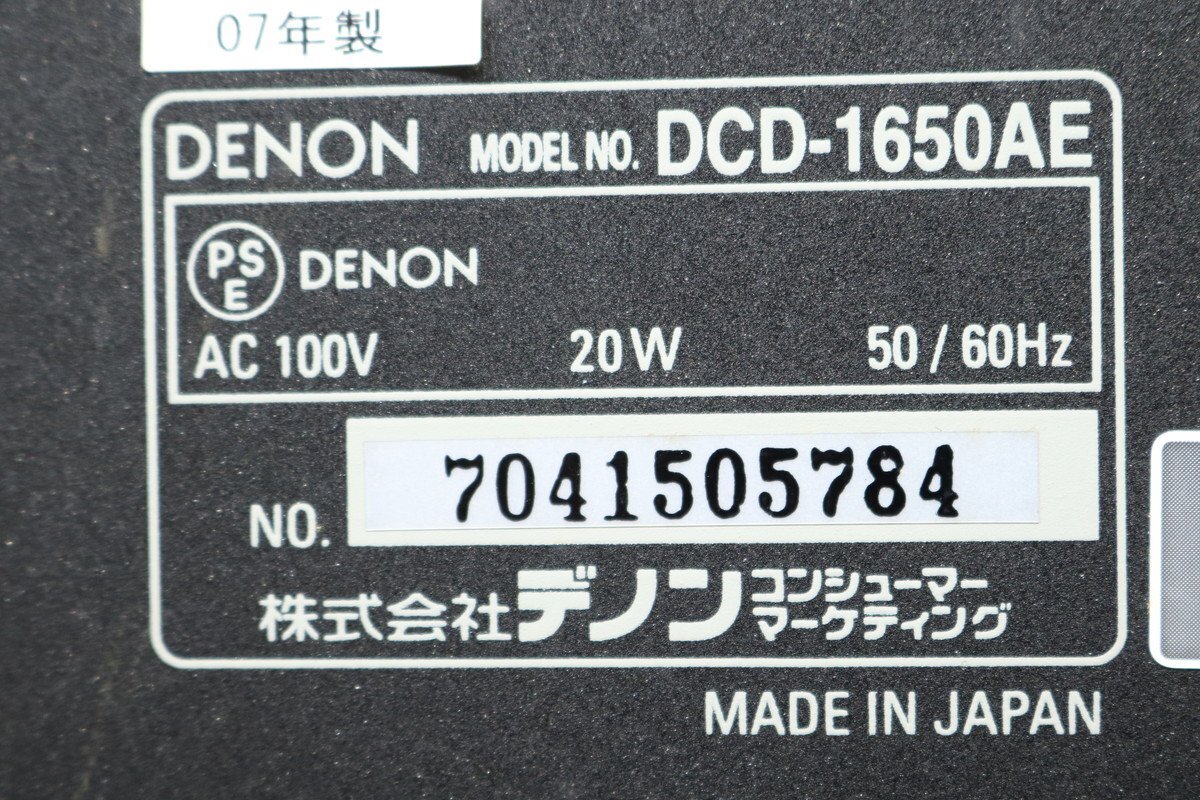 07年製
DENON MODEL NO. DCD-1650AE
PSE DENON
AC 100V 20W 50/60Hz
NO. 7041505784
株式会社デノン コンシューマー
マーケティング
MADE IN JAPAN